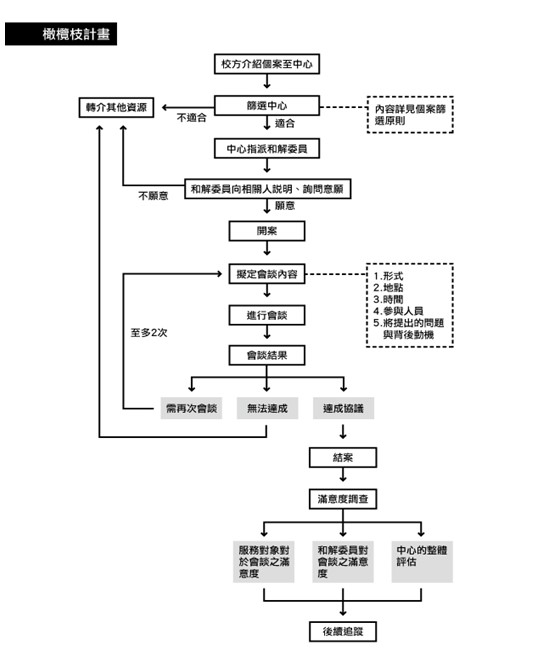 橄欖枝計畫
校方介紹個案至中心
轉介其他資源
篩選中心
不適合
適合
內容詳見個案篩
選原則
中心指派和解委員
和解委員向相關人說明、詢問意願
不願意
願意
開案
擬定會談內容
1.形式
2.地點
3.時間
4.參與人員
5.將提出的問題
與背後動機
進行會談
至多2次
會談結果
需再次會談
無法達成
達成協議
結案
滿意度調查
服務對象對
於會談之滿
意度
和解委員對
會談之滿意
度
中心的整體
評估
後續追蹤